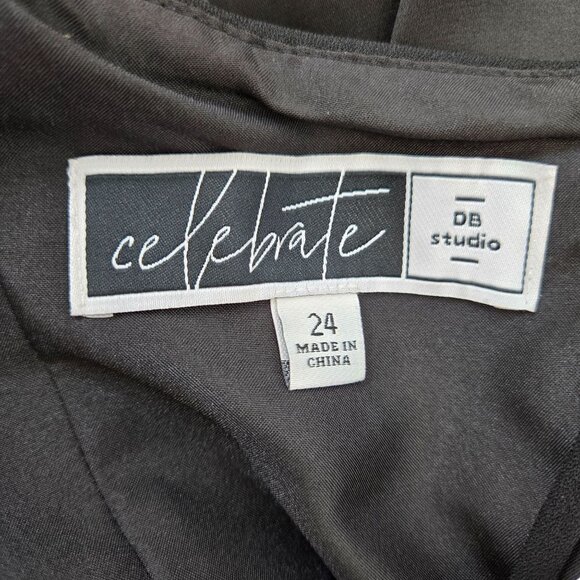 celebrate
DB
studio
24
MADE IN
CHINA